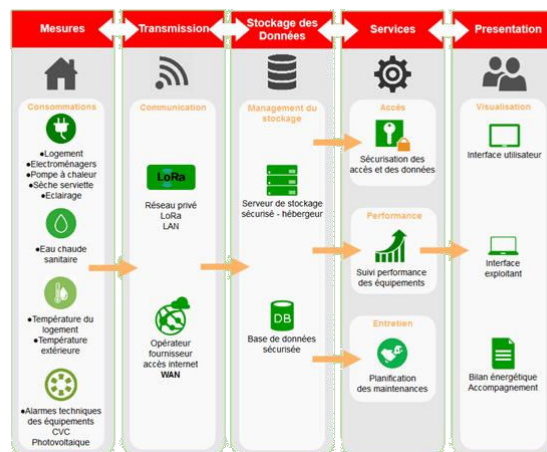 Mesures
Transmission
Stockage des
Données
Services
Presentation
Consommations
●Logement
●Electroménagers
●Pompe à chaleur
●Sèche serviette
●Eclairage
●Eau chaude
sanitaire
●Température du
logement
●Température
extérieure
●Alarmes techniques
des équipements
CVC
Photovoltaique
Communication
LoRa
Réseau privé
LoRa
LAN
Opérateur
fournisseur
accès internet
WAN
Management du
stockage
Serveur de stockage
sécurisé - hébergeur
DB
Base de données
sécurisée
Accès
Sécurisation des
accès et des données
Performance
Suivi performance
des équipements
Entretien
Planification
des maintenances
Visualisation
Interface utilisateur
Interface
exploitant
Bilan énergétique
Accompagnement